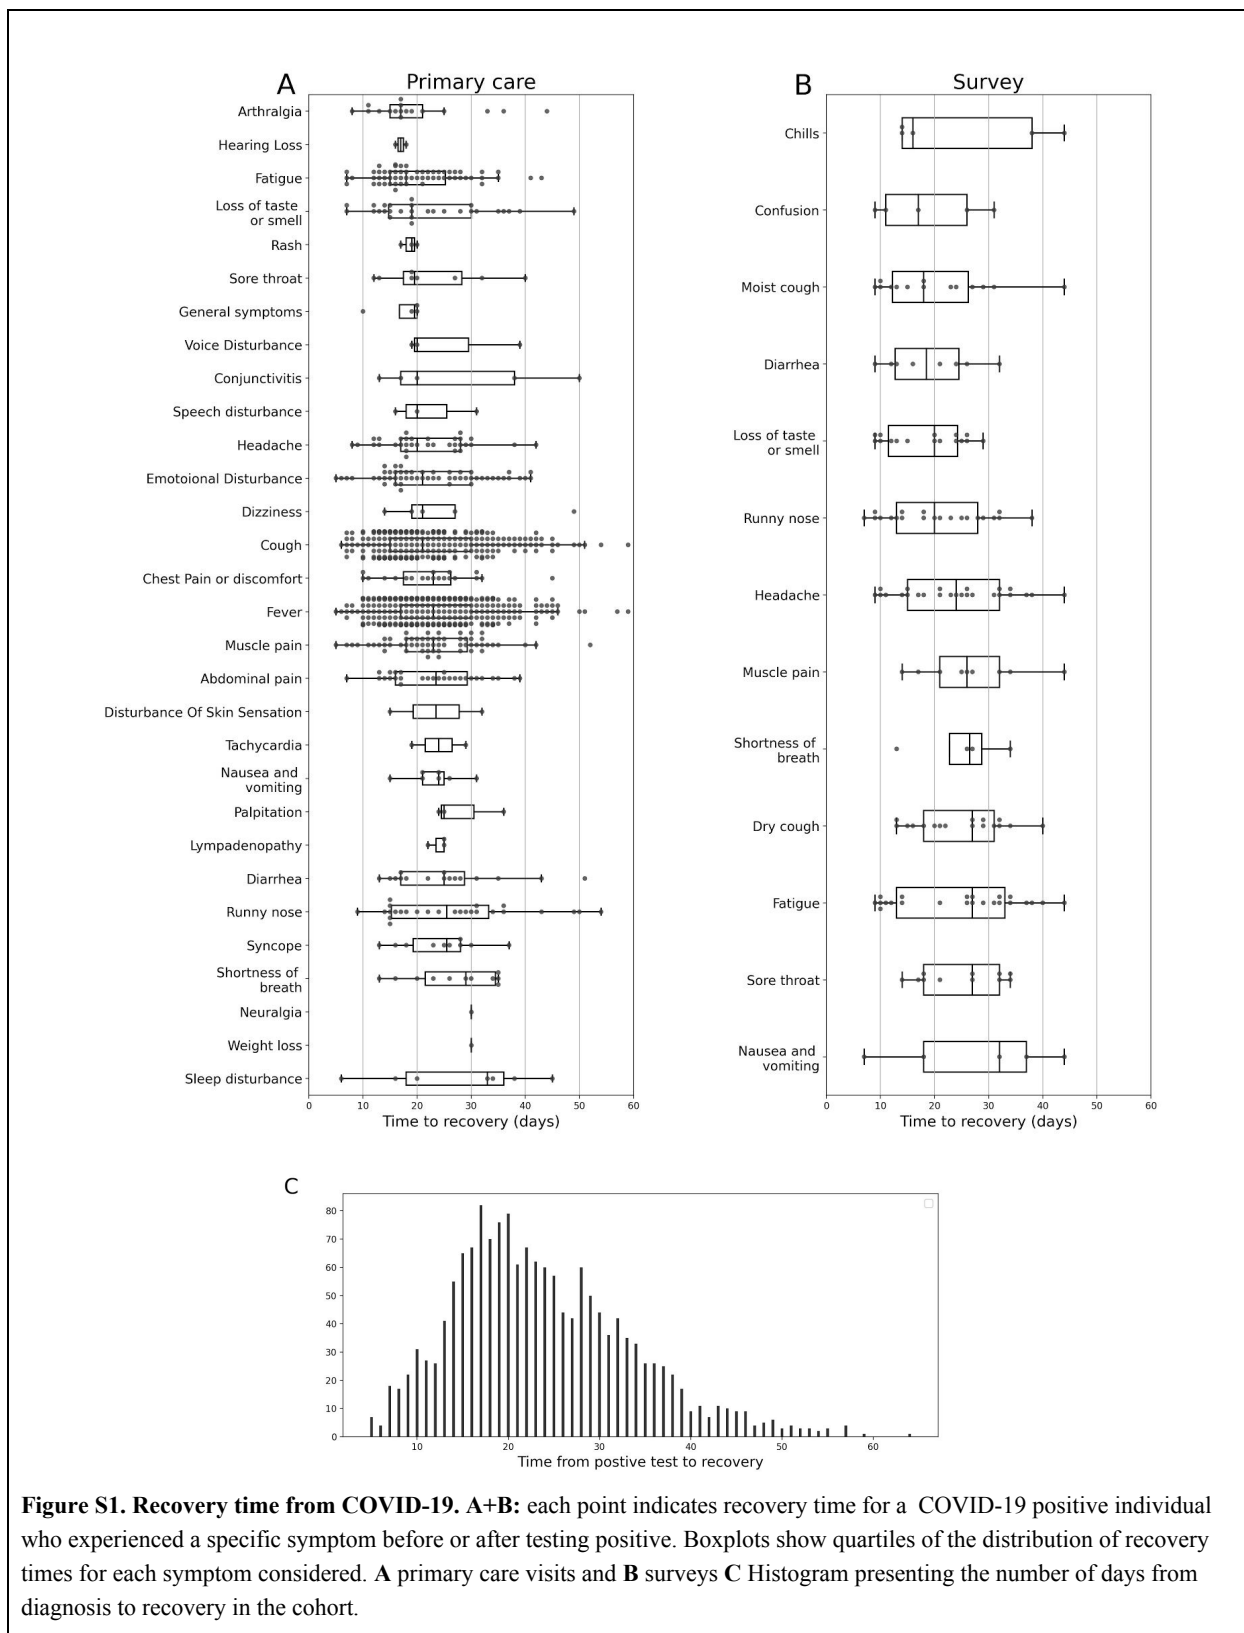 A
Primary care
Arthralgia
Hearing Loss
Fatigue
Loss of taste
or smell
Rash
Sore throat
General symptoms
Voice Disturbance
Conjunctivitis
Speech disturbance
Headache
Emotoional Disturbance
Dizziness
Cough
Chest Pain or discomfort
Fever
Muscle pain
Abdominal pain
Disturbance Of Skin Sensation
Tachycardia
Nausea and
vomiting
Palpitation
Lympadenopathy
Diarrhea
Runny nose
Syncope
Shortness of
breath
Neuralgia
Weight loss
Sleep disturbance
0 10 20 30 40 50 60
Time to recovery (days)
B
Survey
Chills
Confusion
Moist cough
Diarrhea
Loss of taste
or smell
Runny nose
Headache
Muscle pain
Shortness of
breath
Dry cough
Fatigue
Sore throat
Nausea and
vomiting
0 10 20 30 40 50 60
Time to recovery (days)
C
80
70
60
50
40
30
20
10
0
10 20 30 40 50 60
Time from postive test to recovery
Figure S1. Recovery time from COVID-19. A+B: each point indicates recovery time for a COVID-19 positive individual
who experienced a specific symptom before or after testing positive. Boxplots show quartiles of the distribution of recovery
times for each symptom considered. A primary care visits and B surveys C Histogram presenting the number of days from
diagnosis to recovery in the cohort.